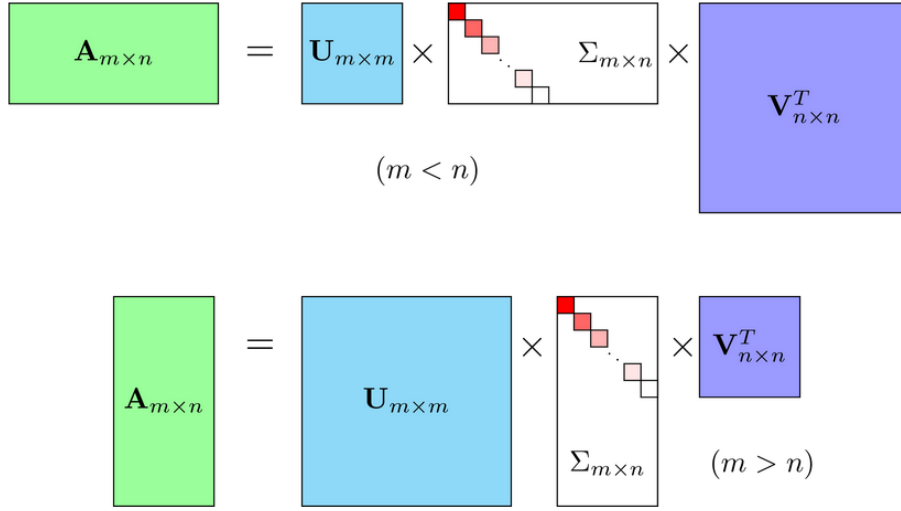 A_{m×n} = U_{m×m} × Σ_{m×n} × V^T_{n×n}
(m < n)
A_{m×n} = U_{m×m} × Σ_{m×n} × V^T_{n×n}
(m > n)